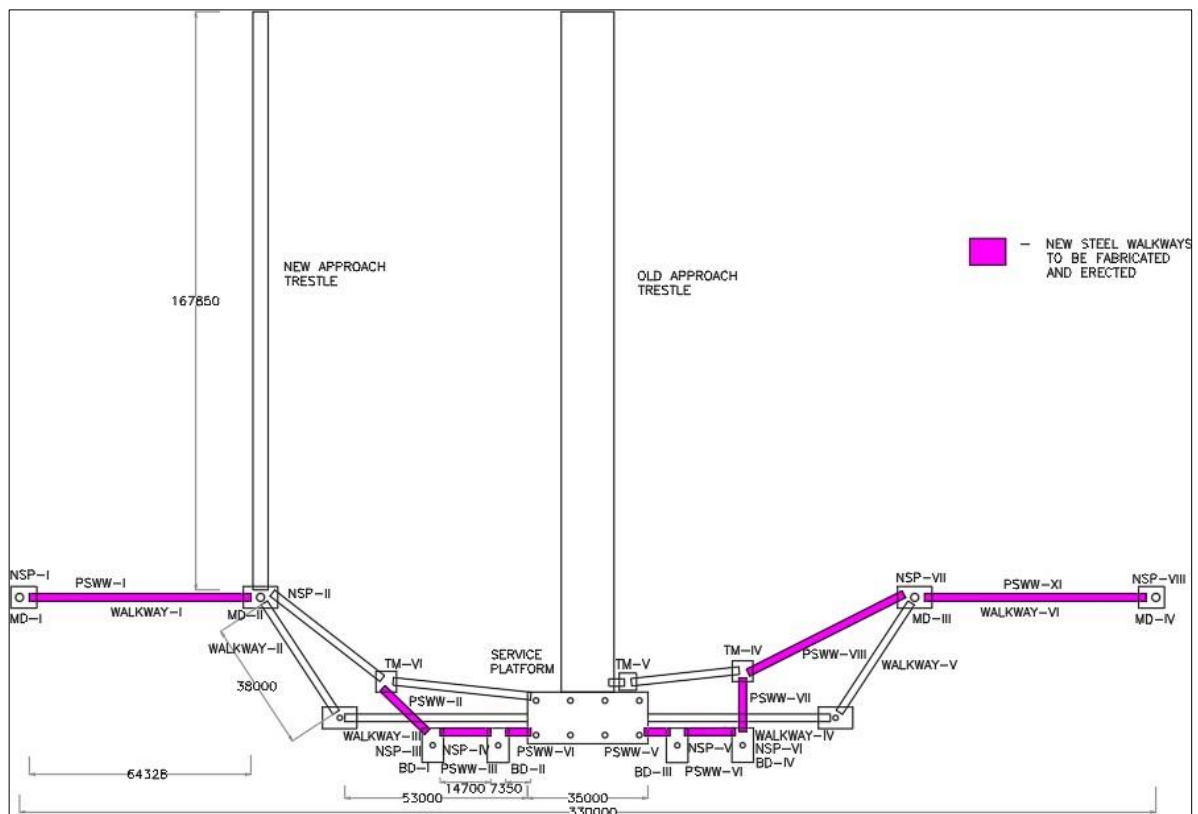 NEW STEEL WALKWAYS
TO BE FABRICATED
AND ERECTED
NEW APPROACH
TRESTLE
OLD APPROACH
TRESTLE
167850
NSP-I
PSWW-I
WALKWAY-I
MD-I
MD-II
NSP-II
WALKWAY-II
38000
TM-VI
PSWW-II
SERVICE
PLATFORM
TM-V
TM-IV
PSWW-VIII
PSWW-VII
NSP-VII
PSWW-XI
NSP-VIII
WALKWAY-VI
MD-III
MD-IV
WALKWAY-V
WALKWAY-III
NSP-III
NSP-IV
PSWW-VI
PSWW-V
NSP-V
WALKWAY-IV
NSP-VI
BD-I
PSWW-III
BD-II
BD-III
PSWW-VI
BD-IV
64328
14700
7350
53000
35000
330000